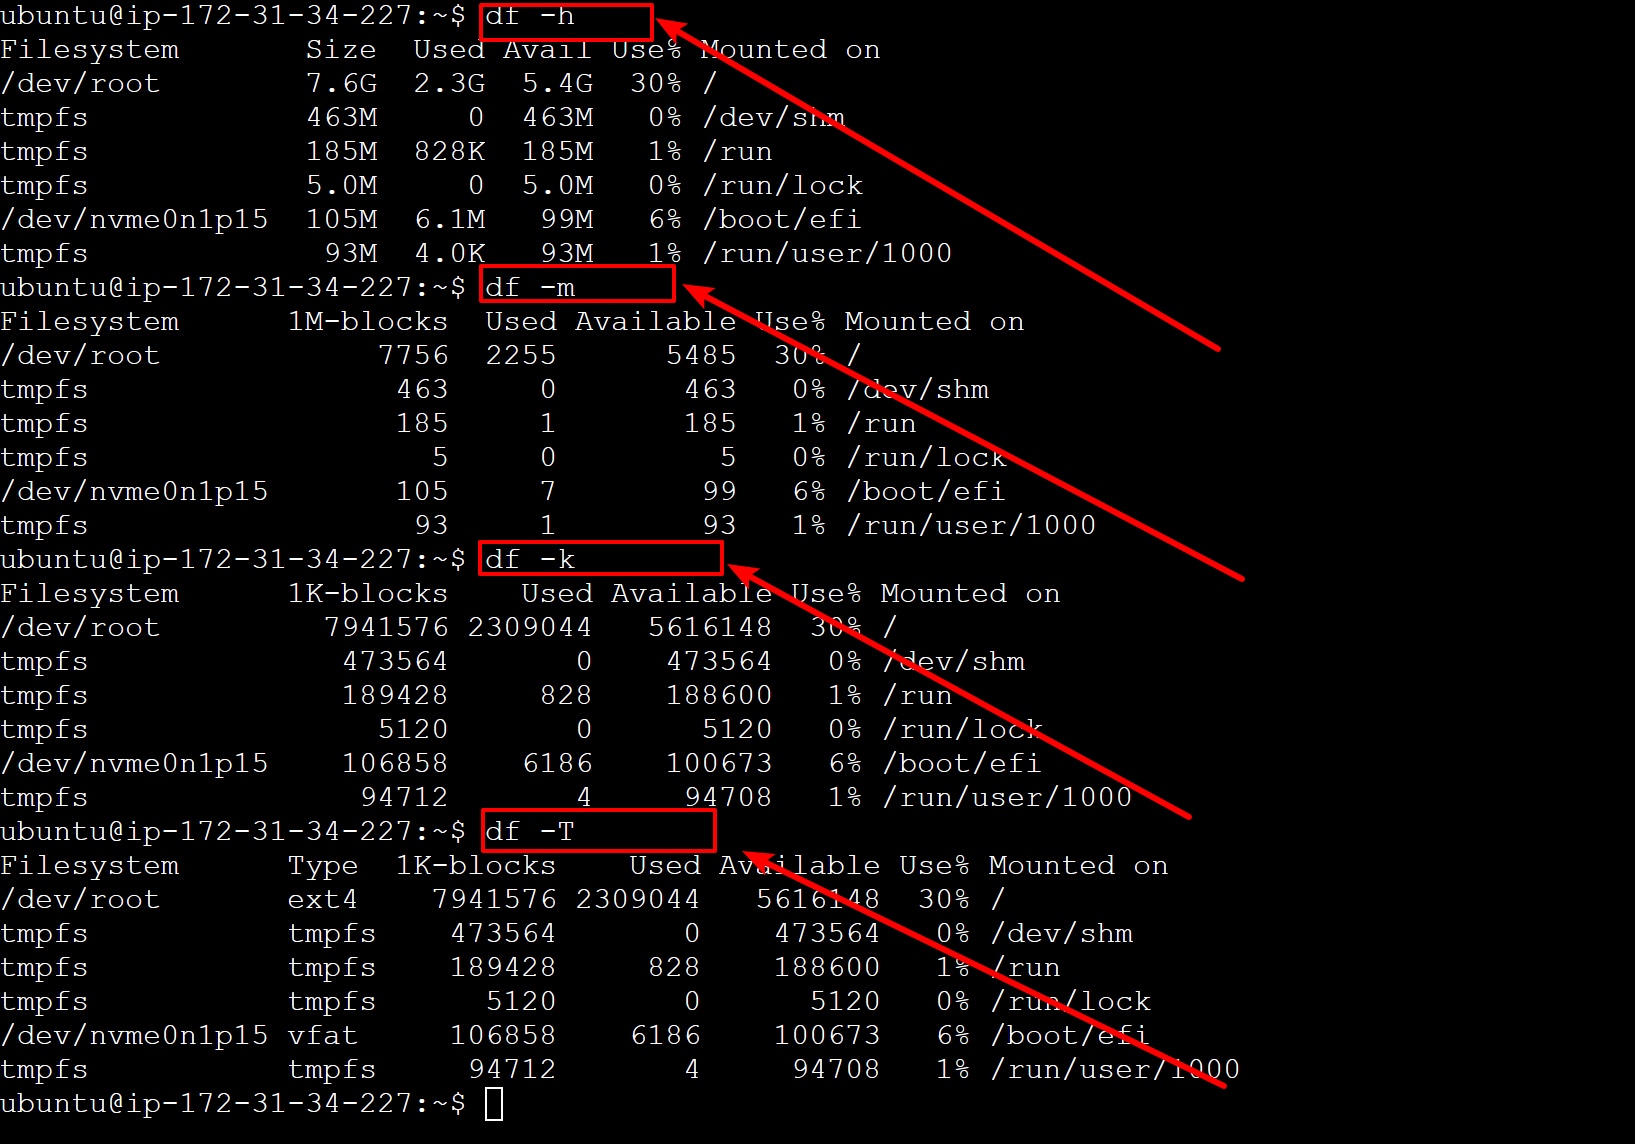 ubuntu@ip-172-31-34-227:~$ df -h
Filesystem       Size  Used Avail Use% Mounted on
/dev/root        7.6G  2.3G  5.4G  30% /
tmpfs            463M     0  463M   0% /dev/shm
tmpfs            185M  828K  185M   1% /run
tmpfs            5.0M     0  5.0M   0% /run/lock
/dev/nvme0n1p15  105M  6.1M   99M   6% /boot/efi
tmpfs             93M  4.0K   93M   1% /run/user/1000
ubuntu@ip-172-31-34-227:~$ df -m
Filesystem      1M-blocks  Used Available Use% Mounted on
/dev/root            7756  2255      5485  30% /
tmpfs                 463     0       463   0% /dev/shm
tmpfs                 185     1       185   1% /run
tmpfs                   5     0         5   0% /run/lock
/dev/nvme0n1p15       105     7        99   6% /boot/efi
tmpfs                  93     1        93   1% /run/user/1000
ubuntu@ip-172-31-34-227:~$ df -k
Filesystem      1K-blocks    Used Available Use% Mounted on
/dev/root         7941576 2309044   5616148  30% /
tmpfs              473564       0    473564   0% /dev/shm
tmpfs              189428     828    188600   1% /run
tmpfs                5120       0      5120   0% /run/lock
/dev/nvme0n1p15    106858    6186    100673   6% /boot/efi
tmpfs               94712       4     94708   1% /run/user/1000
ubuntu@ip-172-31-34-227:~$ df -T
Filesystem      Type  1K-blocks    Used Available Use% Mounted on
/dev/root       ext4    7941576 2309044   5616148  30% /
tmpfs           tmpfs    473564       0    473564   0% /dev/shm
tmpfs           tmpfs    189428     828    188600   1% /run
tmpfs           tmpfs      5120       0      5120   0% /run/lock
/dev/nvme0n1p15 vfat     106858    6186    100673   6% /boot/efi
tmpfs           tmpfs     94712       4     94708   1% /run/user/1000
ubuntu@ip-172-31-34-227:~$